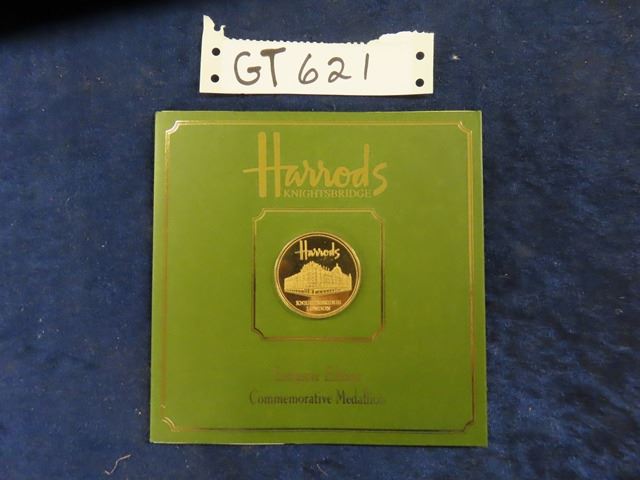 GT 621
Harrods
KNIGHTSBRIDGE
Harrods
KNIGHTSBRIDGE
LONDON
Exclusive Edition
Commemorative Medallion